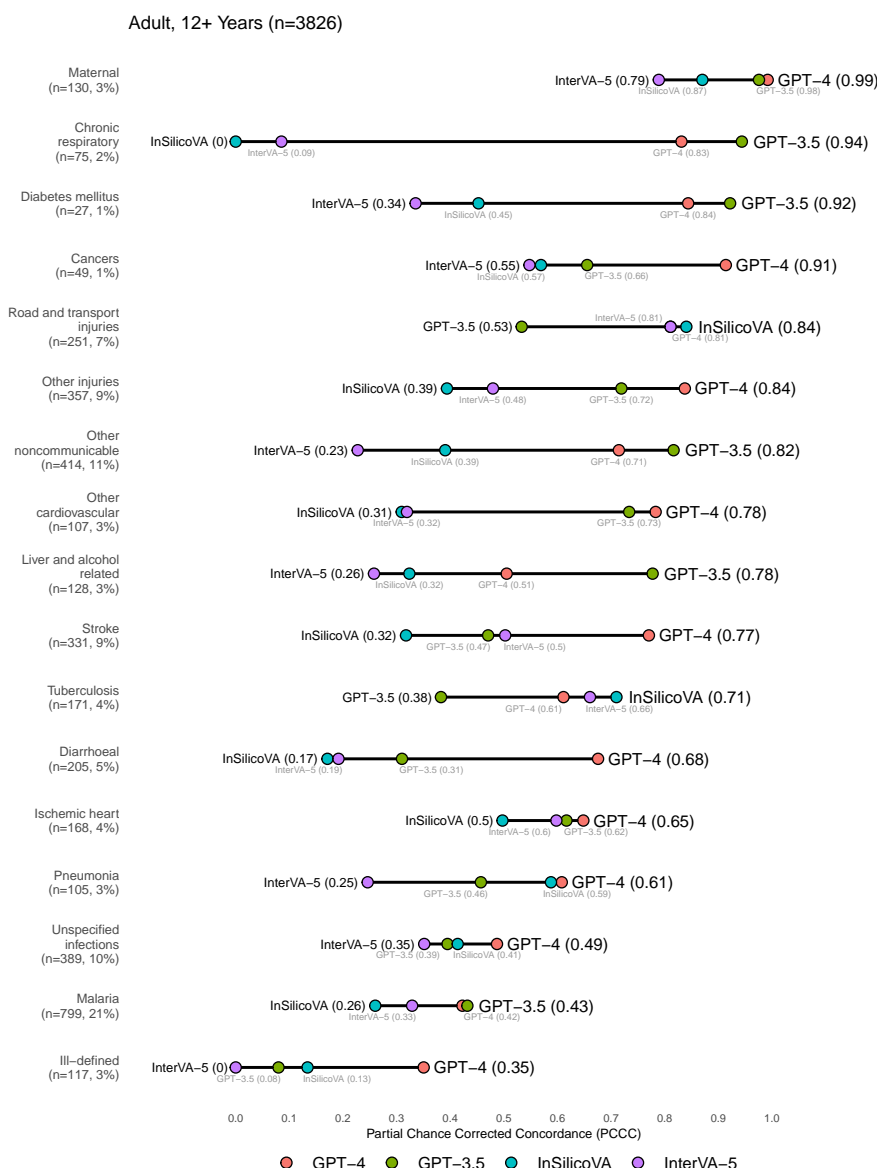 Adult, 12+ Years (n=3826)
Maternal
(n=130, 3%)
InterVA−5 (0.79)
InSilicoVA (0.87)
GPT−3.5 (0.98)
GPT−4 (0.99)
Chronic
respiratory
(n=75, 2%)
InSilicoVA (0)
InterVA−5 (0.09)
GPT−4 (0.83)
GPT−3.5 (0.94)
Diabetes mellitus
(n=27, 1%)
InterVA−5 (0.34)
InSilicoVA (0.45)
GPT−4 (0.84)
GPT−3.5 (0.92)
Cancers
(n=49, 1%)
InterVA−5 (0.55)
InSilicoVA (0.57)
GPT−3.5 (0.66)
GPT−4 (0.91)
Road and transport
injuries
(n=251, 7%)
GPT−3.5 (0.53)
InterVA−5 (0.81)
GPT−4 (0.81)
InSilicoVA (0.84)
Other injuries
(n=357, 9%)
InSilicoVA (0.39)
InterVA−5 (0.48)
GPT−3.5 (0.72)
GPT−4 (0.84)
Other
noncommunicable
(n=414, 11%)
InterVA−5 (0.23)
InSilicoVA (0.39)
GPT−4 (0.71)
GPT−3.5 (0.82)
Other
cardiovascular
(n=107, 3%)
InSilicoVA (0.31)
InterVA−5 (0.32)
GPT−3.5 (0.73)
GPT−4 (0.78)
Liver and alcohol
related
(n=128, 3%)
InterVA−5 (0.26)
InSilicoVA (0.32)
GPT−4 (0.51)
GPT−3.5 (0.78)
Stroke
(n=331, 9%)
InSilicoVA (0.32)
GPT−3.5 (0.47)
InterVA−5 (0.5)
GPT−4 (0.77)
Tuberculosis
(n=171, 4%)
GPT−3.5 (0.38)
GPT−4 (0.61)
InterVA−5 (0.66)
InSilicoVA (0.71)
Diarrhoeal
(n=205, 5%)
InSilicoVA (0.17)
InterVA−5 (0.19)
GPT−3.5 (0.31)
GPT−4 (0.68)
Ischemic heart
(n=168, 4%)
InSilicoVA (0.5)
InterVA−5 (0.6)
GPT−3.5 (0.62)
GPT−4 (0.65)
Pneumonia
(n=105, 3%)
InterVA−5 (0.25)
GPT−3.5 (0.46)
InSilicoVA (0.59)
GPT−4 (0.61)
Unspecified
infections
(n=389, 10%)
InterVA−5 (0.35)
GPT−3.5 (0.39)
InSilicoVA (0.41)
GPT−4 (0.49)
Malaria
(n=799, 21%)
InSilicoVA (0.26)
InterVA−5 (0.33)
GPT−4 (0.42)
GPT−3.5 (0.43)
Ill−defined
(n=117, 3%)
InterVA−5 (0)
GPT−3.5 (0.08)
InSilicoVA (0.13)
GPT−4 (0.35)
0.0 0.1 0.2 0.3 0.4 0.5 0.6 0.7 0.8 0.9 1.0
Partial Chance Corrected Concordance (PCCC)
GPT−4 GPT−3.5 InSilicoVA InterVA−5